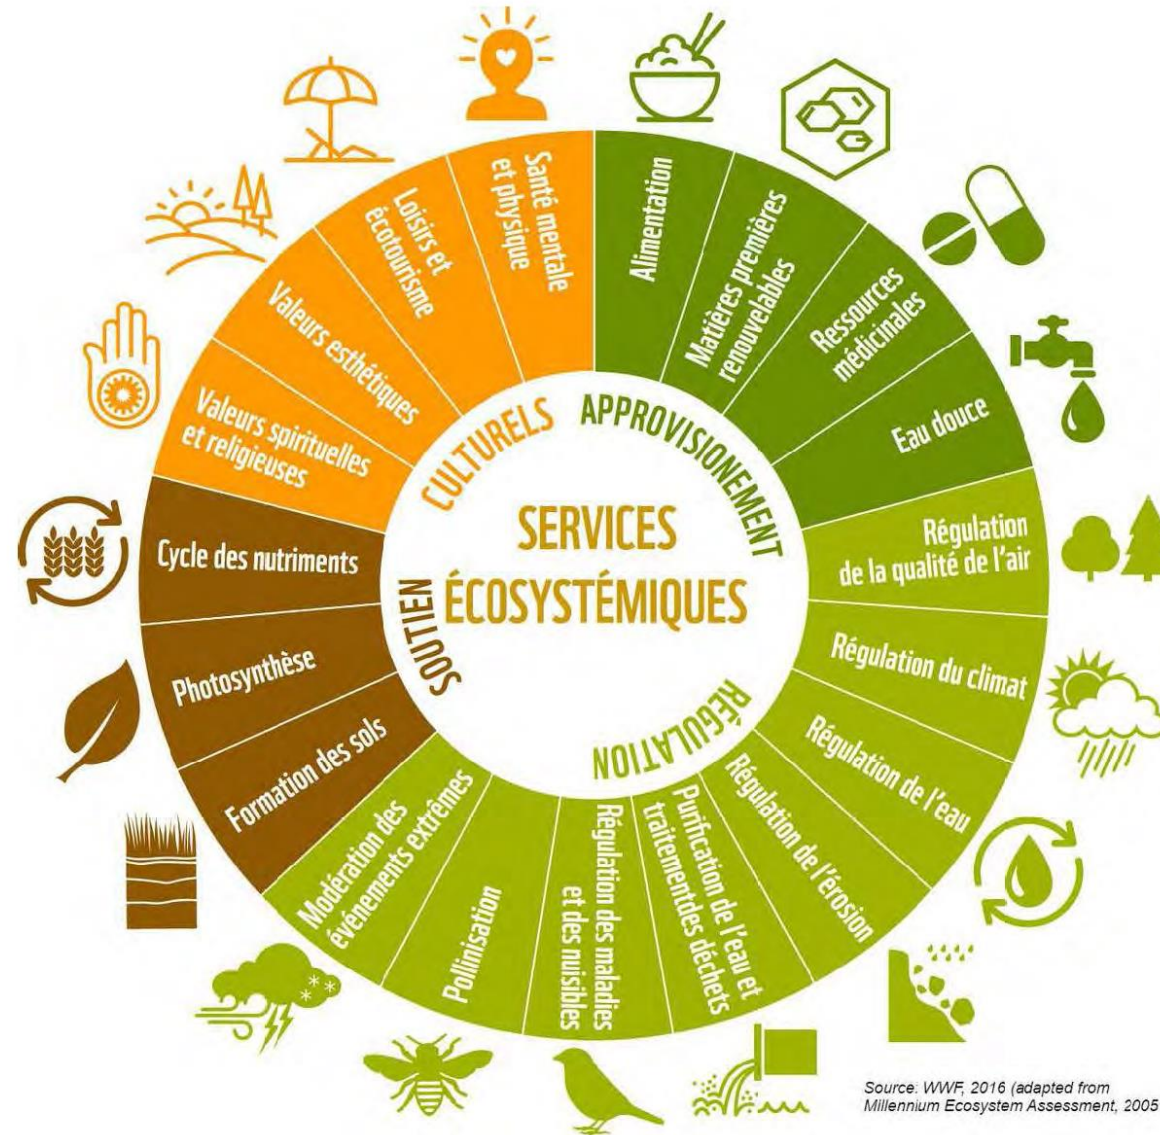 SERVICES
ÉCOSYSTÉMIQUES
APPROVISIONEMENT
Alimentation
Matières premières
renouvelables
Ressources
médicinales
Eau douce
RÉGULATION
Régulation
de la qualité de l'air
Régulation du climat
Régulation de l'eau
Régulation de l'érosion
Purification de l'eau et
traitementdes déchets
Régulation des maladies
et des nuisibles
Pollinisation
Modération des
événements extrêmes
SOUTIEN
Formation des sols
Photosynthèse
Cycle des nutriments
CULTURELS
Valeurs spirituelles
et religieuses
Valeurs esthétiques
Loisirs et
écotourisme
Santé mentale
et physique
Source: WWF, 2016 (adapted from
Millennium Ecosystem Assessment, 2005